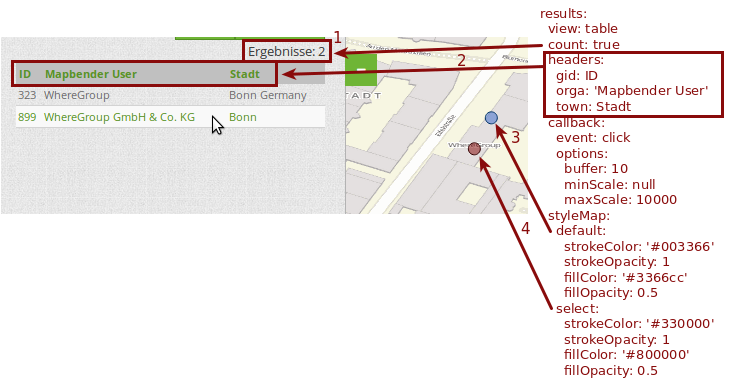 Ergebnisse: 2
ID Mapbender User Stadt
323 WhereGroup Bonn Germany
899 WhereGroup GmbH & Co. KG Bonn
TADT
WhereGroup
1
2
3
4
results:
view: table
count: true
headers:
gid: ID
orga: 'Mapbender User'
town: Stadt
callback:
event: click
options:
buffer: 10
minScale: null
maxScale: 10000
styleMap:
default:
strokeColor: '#003366'
strokeOpacity: 1
fillColor: '#3366cc'
fillOpacity: 0.5
select:
strokeColor: '#330000'
strokeOpacity: 1
fillColor: '#800000'
fillOpacity: 0.5